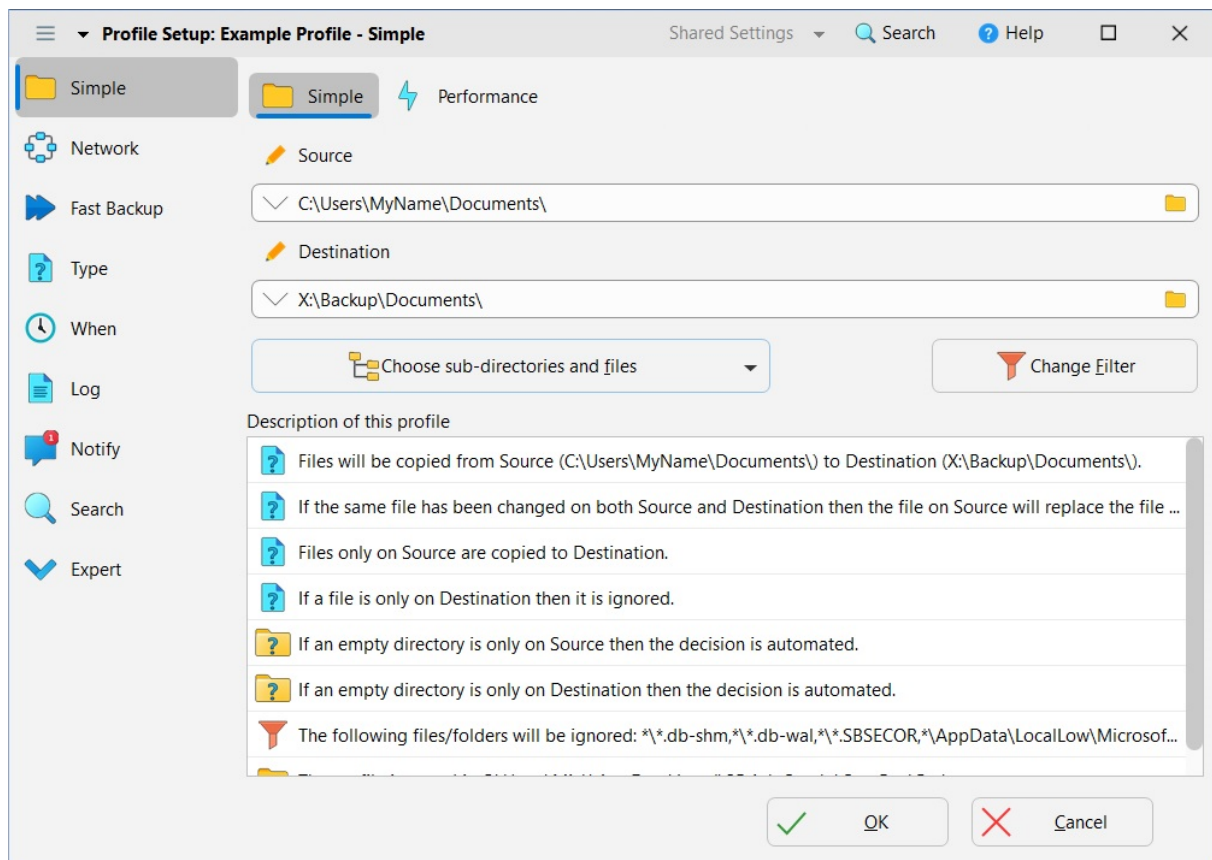 Profile Setup: Example Profile - Simple
Shared Settings
Search
Help
Simple
Network
Fast Backup
Type
When
Log
1
Notify
Search
Expert
Simple
Performance
Source
C:\Users\MyName\Documents\
Destination
X:\Backup\Documents\
Choose sub-directories and files
Change Filter
Description of this profile
Files will be copied from Source (C:\Users\MyName\Documents\) to Destination (X:\Backup\Documents\).
If the same file has been changed on both Source and Destination then the file on Source will replace the file ...
Files only on Source are copied to Destination.
If a file is only on Destination then it is ignored.
If an empty directory is only on Source then the decision is automated.
If an empty directory is only on Destination then the decision is automated.
The following files/folders will be ignored: *\*.db-shm,*\*.db-wal,*\*.SBSECOR,*\AppData\LocalLow\Microsof...
OK
Cancel